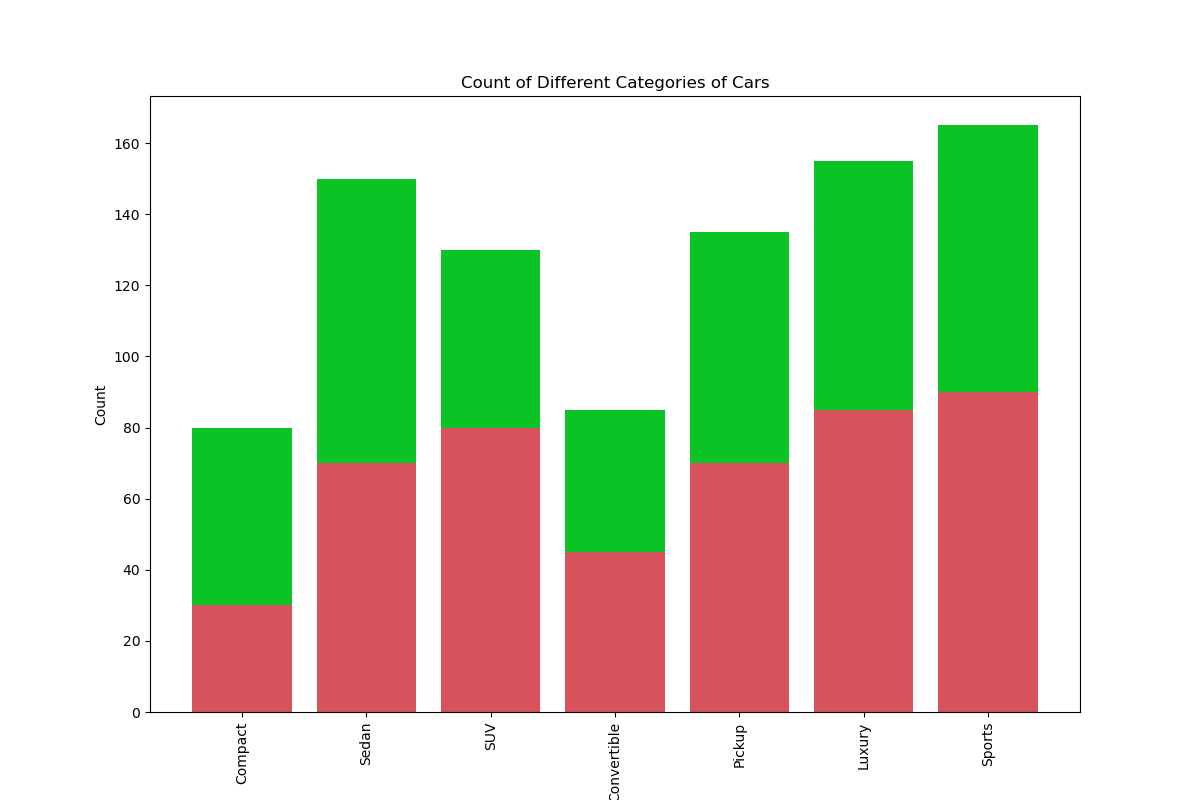 Count of Different Categories of Cars
160
140
120
100
80
60
40
20
0
Count
Compact
Sedan
SUV
Convertible
Pickup
Luxury
Sports